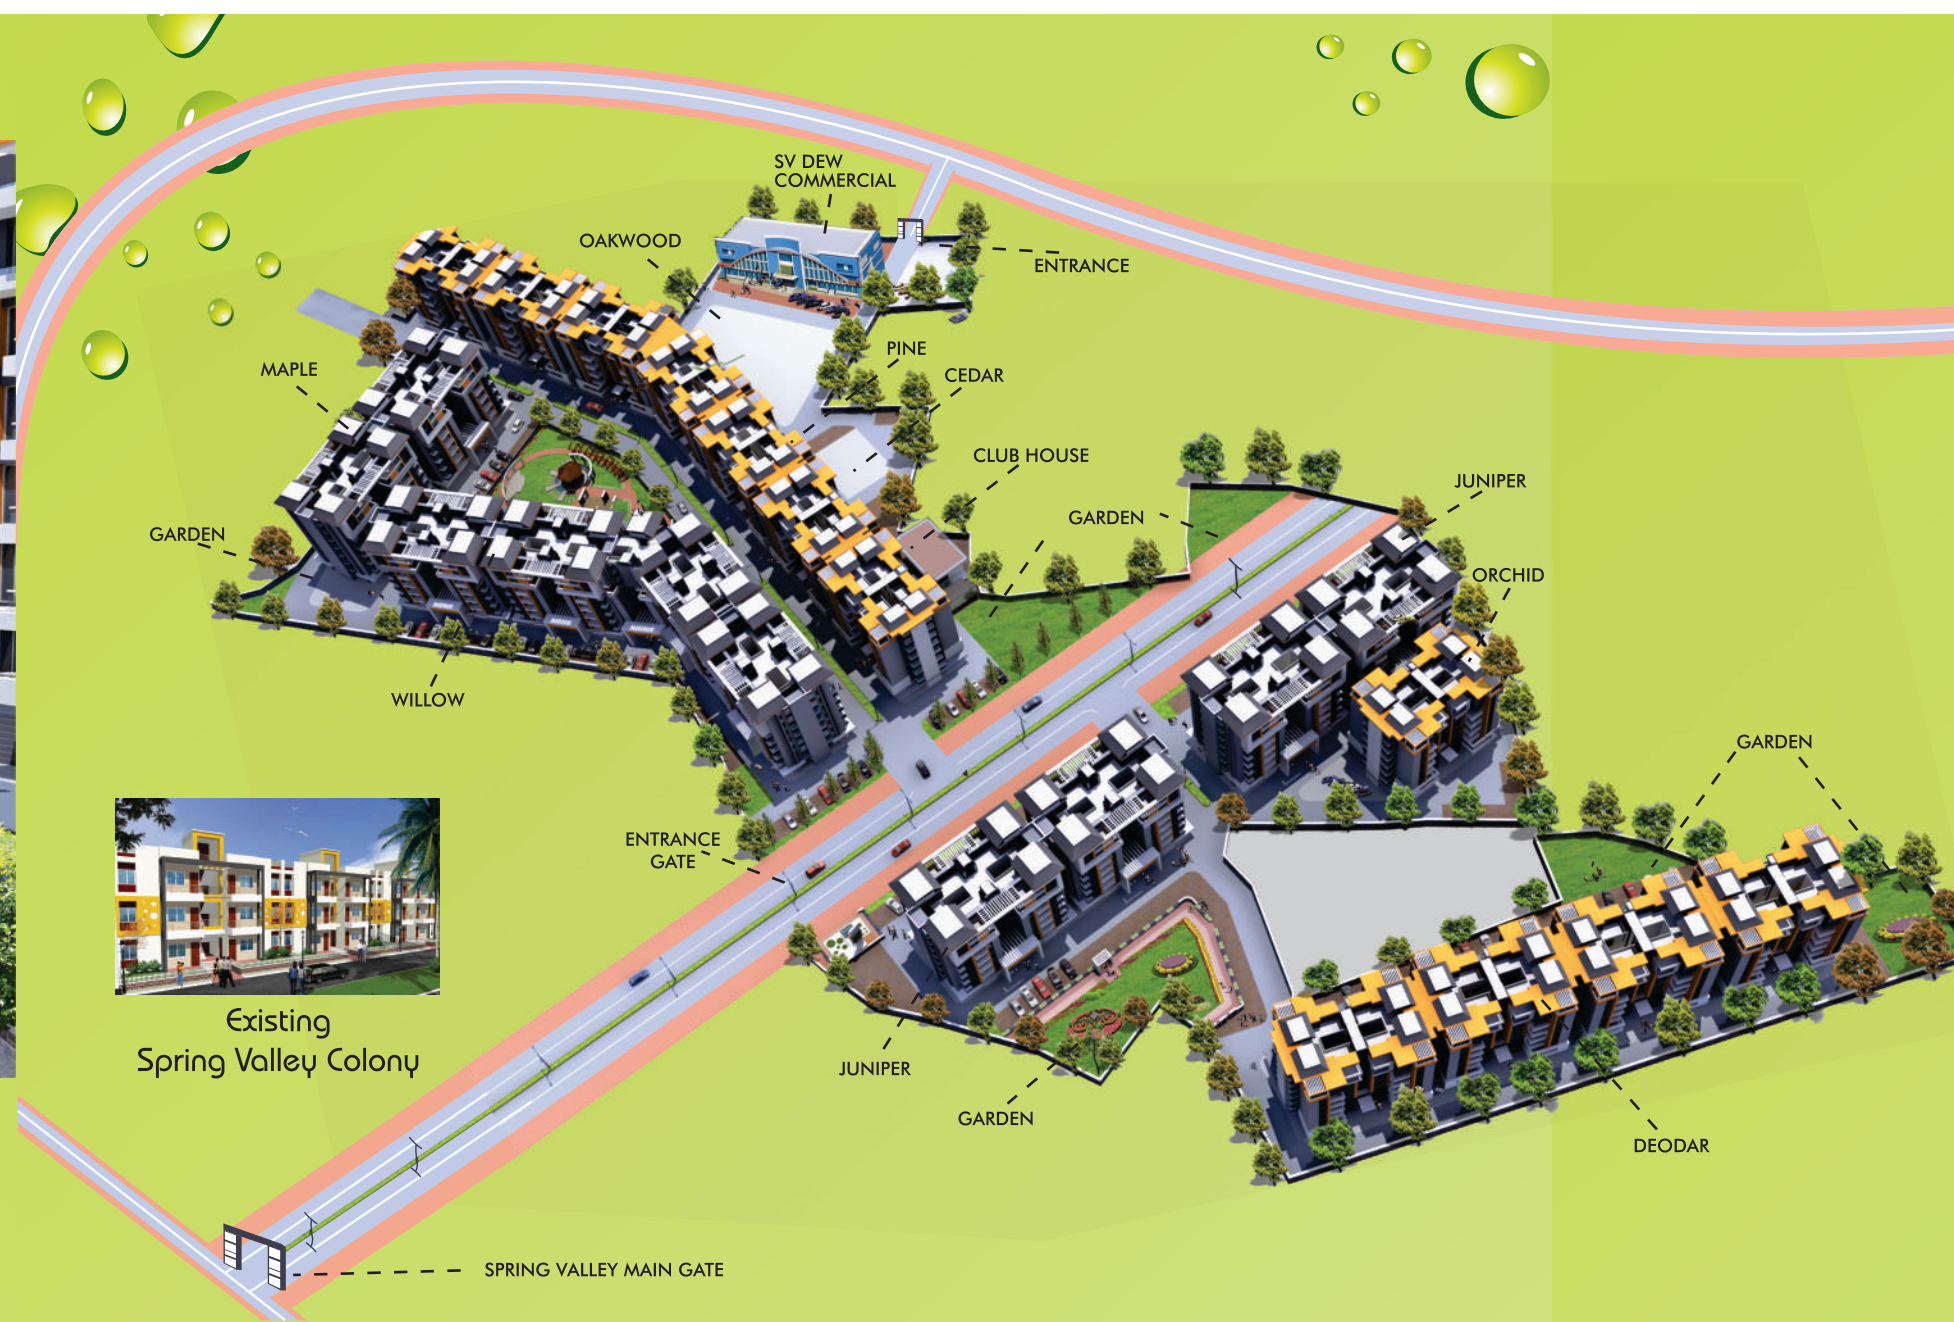 SV DEW
COMMERCIAL
OAKWOOD
ENTRANCE
PINE
MAPLE
CEDAR
CLUB HOUSE
JUNIPER
GARDEN
GARDEN
ORCHID
WILLOW
GARDEN
ENTRANCE
GATE
Existing
Spring Valley Colony
JUNIPER
GARDEN
DEODAR
SPRING VALLEY MAIN GATE